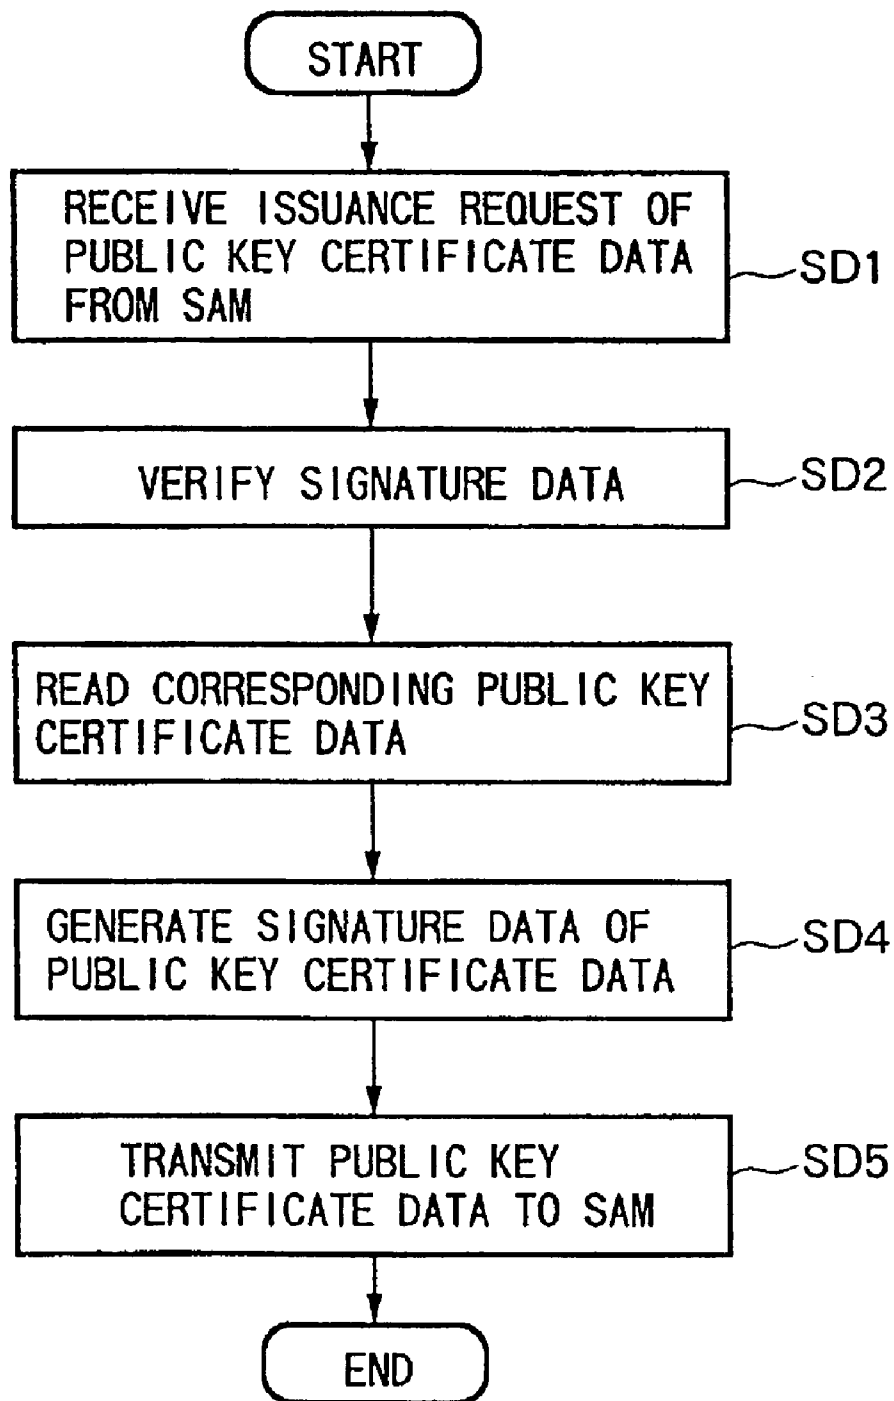 START
RECEIVE ISSUANCE REQUEST OF
PUBLIC KEY CERTIFICATE DATA
FROM SAM
SD1
VERIFY SIGNATURE DATA
SD2
READ CORRESPONDING PUBLIC KEY
CERTIFICATE DATA
SD3
GENERATE SIGNATURE DATA OF
PUBLIC KEY CERTIFICATE DATA
SD4
TRANSMIT PUBLIC KEY
CERTIFICATE DATA TO SAM
SD5
END